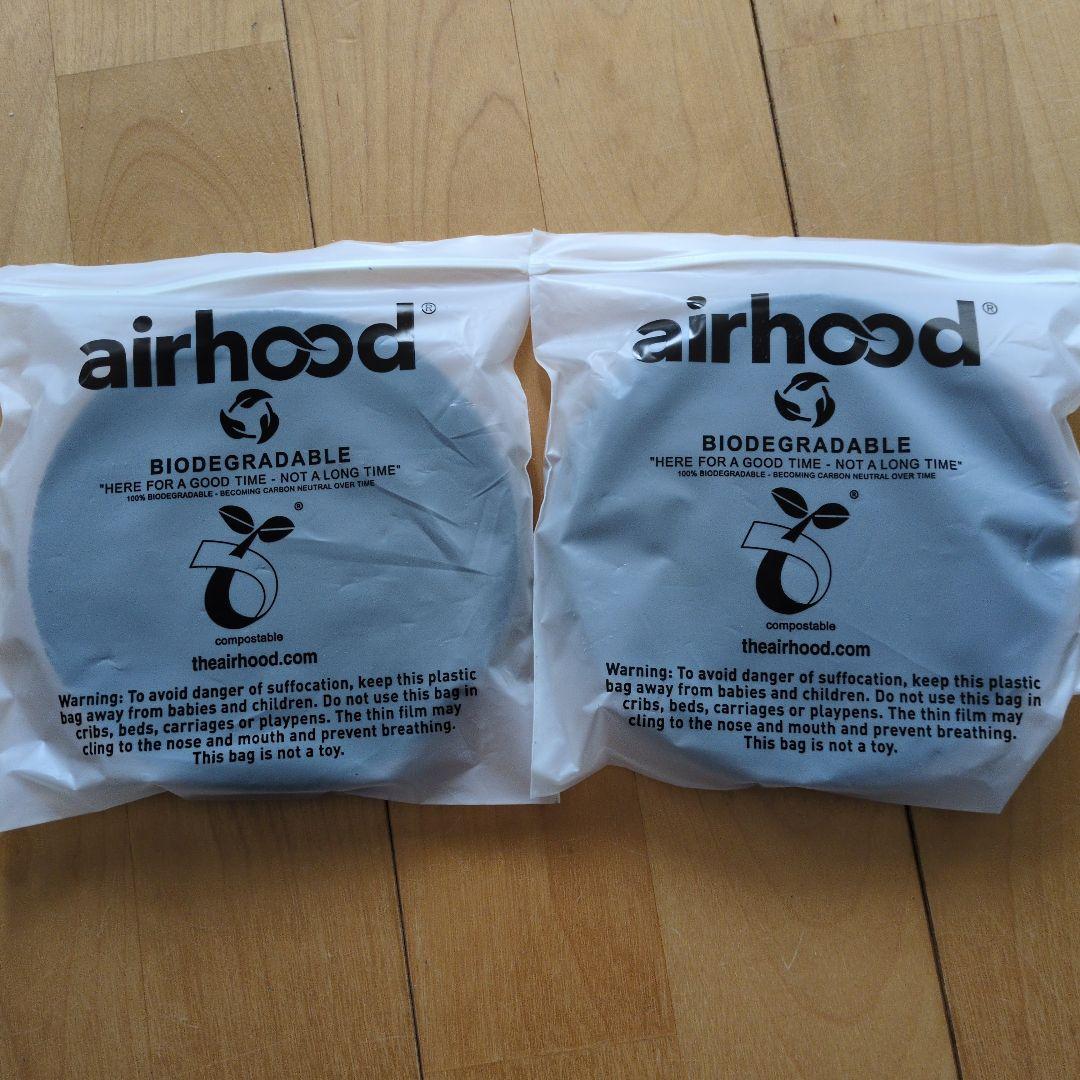 airhood®
BIODEGRADABLE
"HERE FOR A GOOD TIME - NOT A LONG TIME"
100% BIODEGRADABLE - BECOMING CARBON NEUTRAL OVER TIME
®
compostable
theairhood.com
Warning: To avoid danger of suffocation, keep this plastic
bag away from babies and children. Do not use this bag in
cribs, beds, carriages or playpens. The thin film may
cling to the nose and mouth and prevent breathing.
This bag is not a toy.
airhood®
BIODEGRADABLE
"HERE FOR A GOOD TIME - NOT A LONG TIME"
100% BIODEGRADABLE - BECOMING CARBON NEUTRAL OVER TIME
®
compostable
theairhood.com
Warning: To avoid danger of suffocation, keep this plastic
bag away from babies and children. Do not use this bag in
cribs, beds, carriages or playpens. The thin film may
cling to the nose and mouth and prevent breathing.
This bag is not a toy.